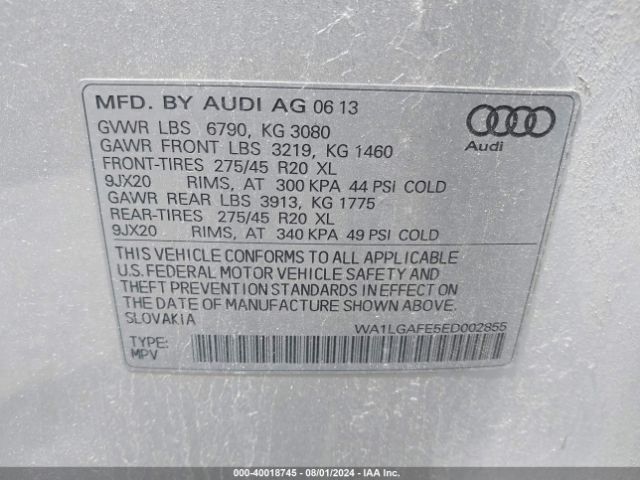 MFD. BY AUDI AG 06 13
GVWR LBS 6790, KG 3080
GAWR FRONT LBS 3219, KG 1460
FRONT-TIRES 275/45 R20 XL
9JX20 RIMS, AT 300 KPA 44 PSI COLD
GAWR REAR LBS 3913, KG 1775
REAR-TIRES 275/45 R20 XL
9JX20 RIMS, AT 340 KPA 49 PSI COLD
Audi
THIS VEHICLE CONFORMS TO ALL APPLICABLE
U.S. FEDERAL MOTOR VEHICLE SAFETY AND
THEFT PREVENTION STANDARDS IN EFFECT ON
THE DATE OF MANUFACTURE SHOWN ABOVE.
SLOVAKIA
WA1LGAFE5ED002855
TYPE:
MPV
000-40018745 - 08/01/2024 - IAA Inc.